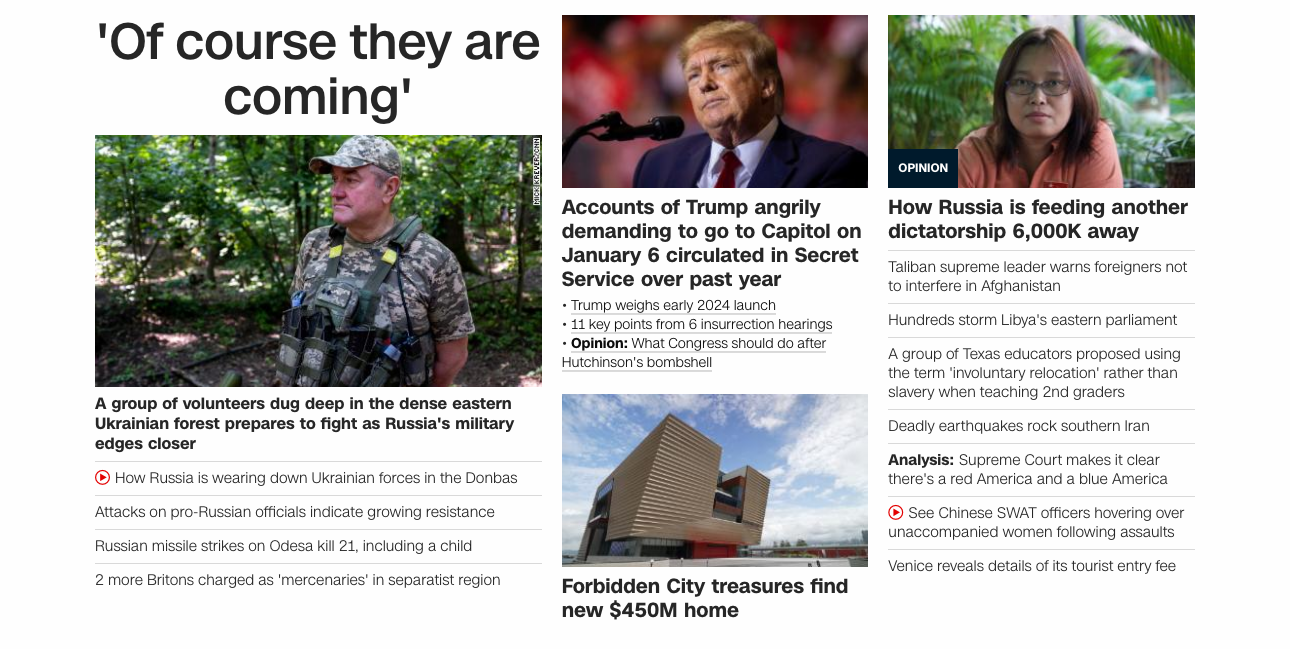 'Of course they are
coming'
MICK KREVER/CNN
A group of volunteers dug deep in the dense eastern
Ukrainian forest prepares to fight as Russia's military
edges closer
How Russia is wearing down Ukrainian forces in the Donbas
Attacks on pro-Russian officials indicate growing resistance
Russian missile strikes on Odesa kill 21, including a child
2 more Britons charged as 'mercenaries' in separatist region
Accounts of Trump angrily
demanding to go to Capitol on
January 6 circulated in Secret
Service over past year
• Trump weighs early 2024 launch
• 11 key points from 6 insurrection hearings
• Opinion: What Congress should do after
Hutchinson's bombshell
Forbidden City treasures find
new $450M home
OPINION
How Russia is feeding another
dictatorship 6,000K away
Taliban supreme leader warns foreigners not
to interfere in Afghanistan
Hundreds storm Libya's eastern parliament
A group of Texas educators proposed using
the term 'involuntary relocation' rather than
slavery when teaching 2nd graders
Deadly earthquakes rock southern Iran
Analysis: Supreme Court makes it clear
there's a red America and a blue America
See Chinese SWAT officers hovering over
unaccompanied women following assaults
Venice reveals details of its tourist entry fee